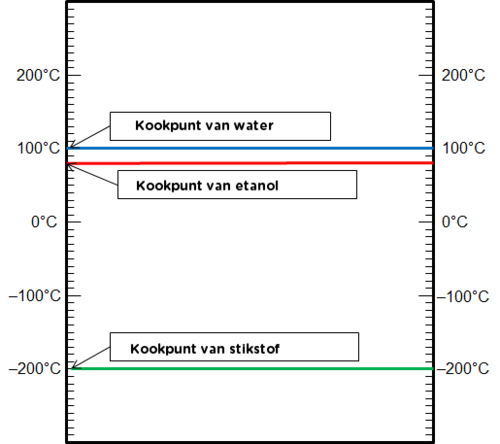 200°C 200°C
Kookpunt van water
100°C 100°C
Kookpunt van etanol
0°C 0°C
–100°C –100°C
Kookpunt van stikstof
–200°C –200°C